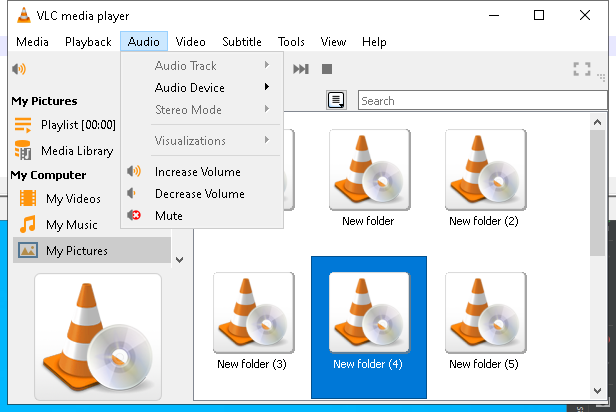 VLC media player
Media Playback Audio Video Subtitle Tools View Help
Audio Track
Audio Device
Stereo Mode
Visualizations
Increase Volume
Decrease Volume
Mute
My Pictures
Playlist [00:00]
Media Library
My Computer
My Videos
My Music
My Pictures
Search
New folder
New folder (2)
New folder (3)
New folder (4)
New folder (5)